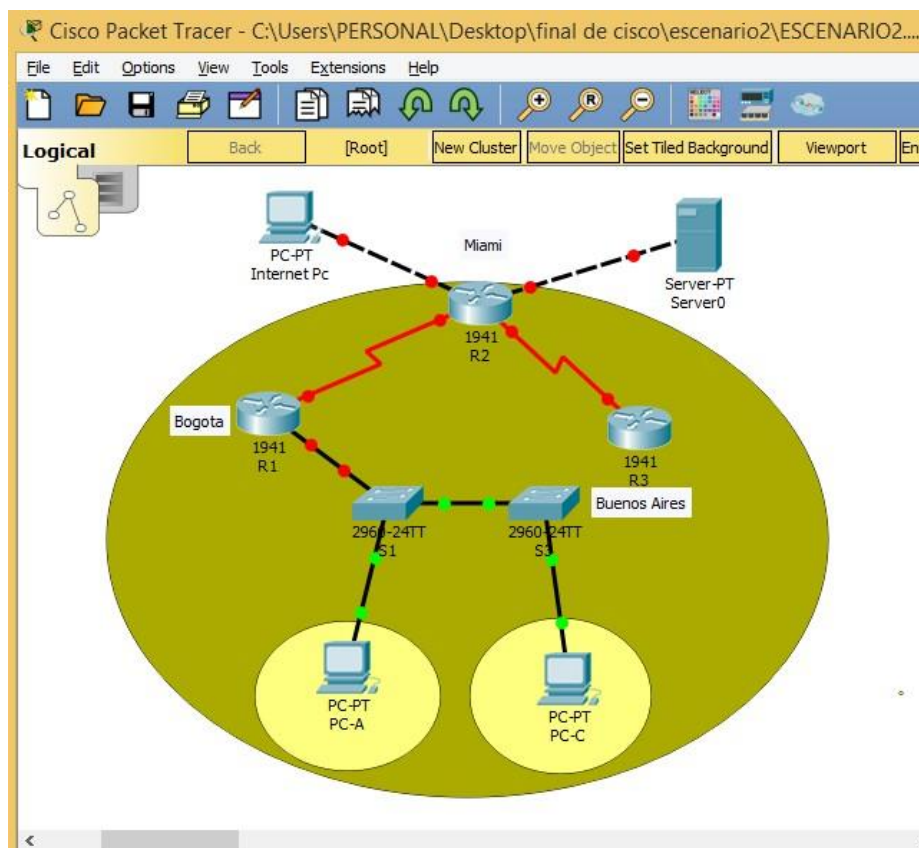 Cisco Packet Tracer - C:\Users\PERSONAL\Desktop\final de cisco\escenario2\ESCENARIO2....
File Edit Options View Tools Extensions Help
Logical Back [Root] New Cluster Move Object Set Tiled Background Viewport En
PC-PT
Internet Pc
Miami
Server-PT
Server0
1941
R2
Bogota
1941
R1
1941
R3
Buenos Aires
2960-24TT
S1
2960-24TT
S3
PC-PT
PC-A
PC-PT
PC-C